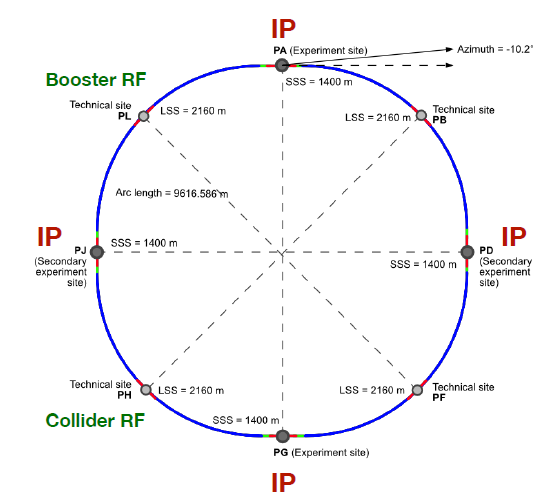 IP
PA (Experiment site)
Azimuth = -10.2°
Booster RF
SSS = 1400 m
Technical site
PL
LSS = 2160 m
LSS = 2160 m
Technical site
PB
Arc length = 9616.586 m
IP
PJ
(Secondary
experiment
site)
SSS = 1400 m
SSS = 1400 m
IP
PD
(Secondary
experiment
site)
Technical site
PH
LSS = 2160 m
LSS = 2160 m
Technical site
PF
Collider RF
SSS = 1400 m
PG (Experiment site)
IP